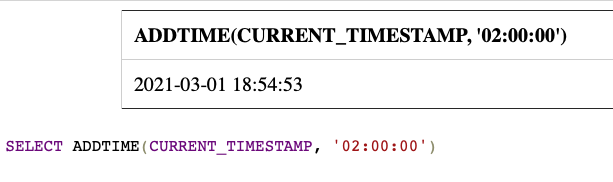 ADDTIME(CURRENT_TIMESTAMP, '02:00:00')
2021-03-01 18:54:53
SELECT ADDTIME(CURRENT_TIMESTAMP, '02:00:00')